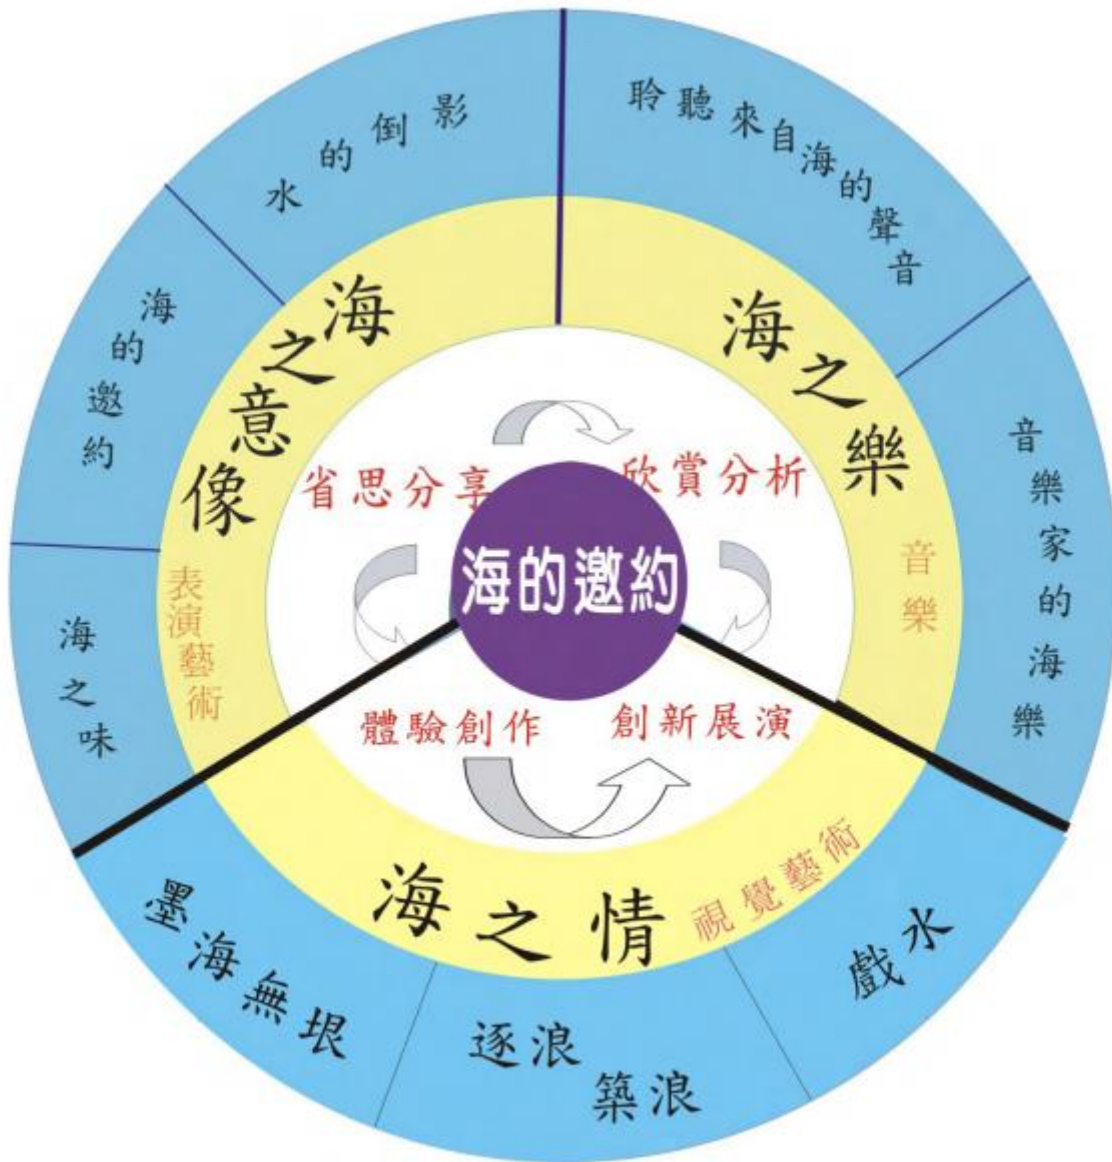 水的倒影
聆聽來自海的聲音
海的邀約
海之意像
海之樂
音樂家的海樂
省思分享
欣賞分析
海的邀約
表演藝術
音樂
海之味
體驗創作
創新展演
海之情
視覺藝術
墨海無垠
逐浪
築浪
戲水